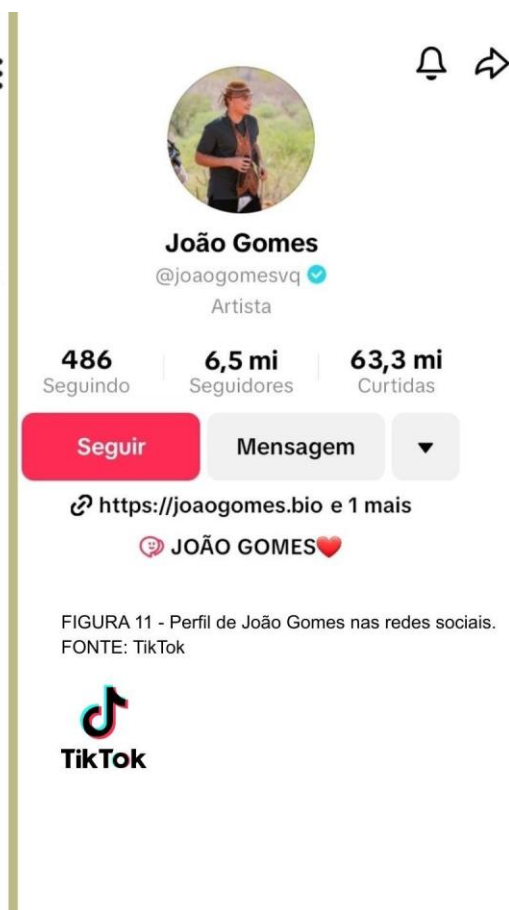 João Gomes
@joaogomesvq
Artista
486 6,5 mi 63,3 mi
Seguindo Seguidores Curtidas
Seguir Mensagem
https://joaogomes.bio e 1 mais
JOÃO GOMES❤️
FIGURA 11 - Perfil de João Gomes nas redes sociais.
FONTE: TikTok
TikTok